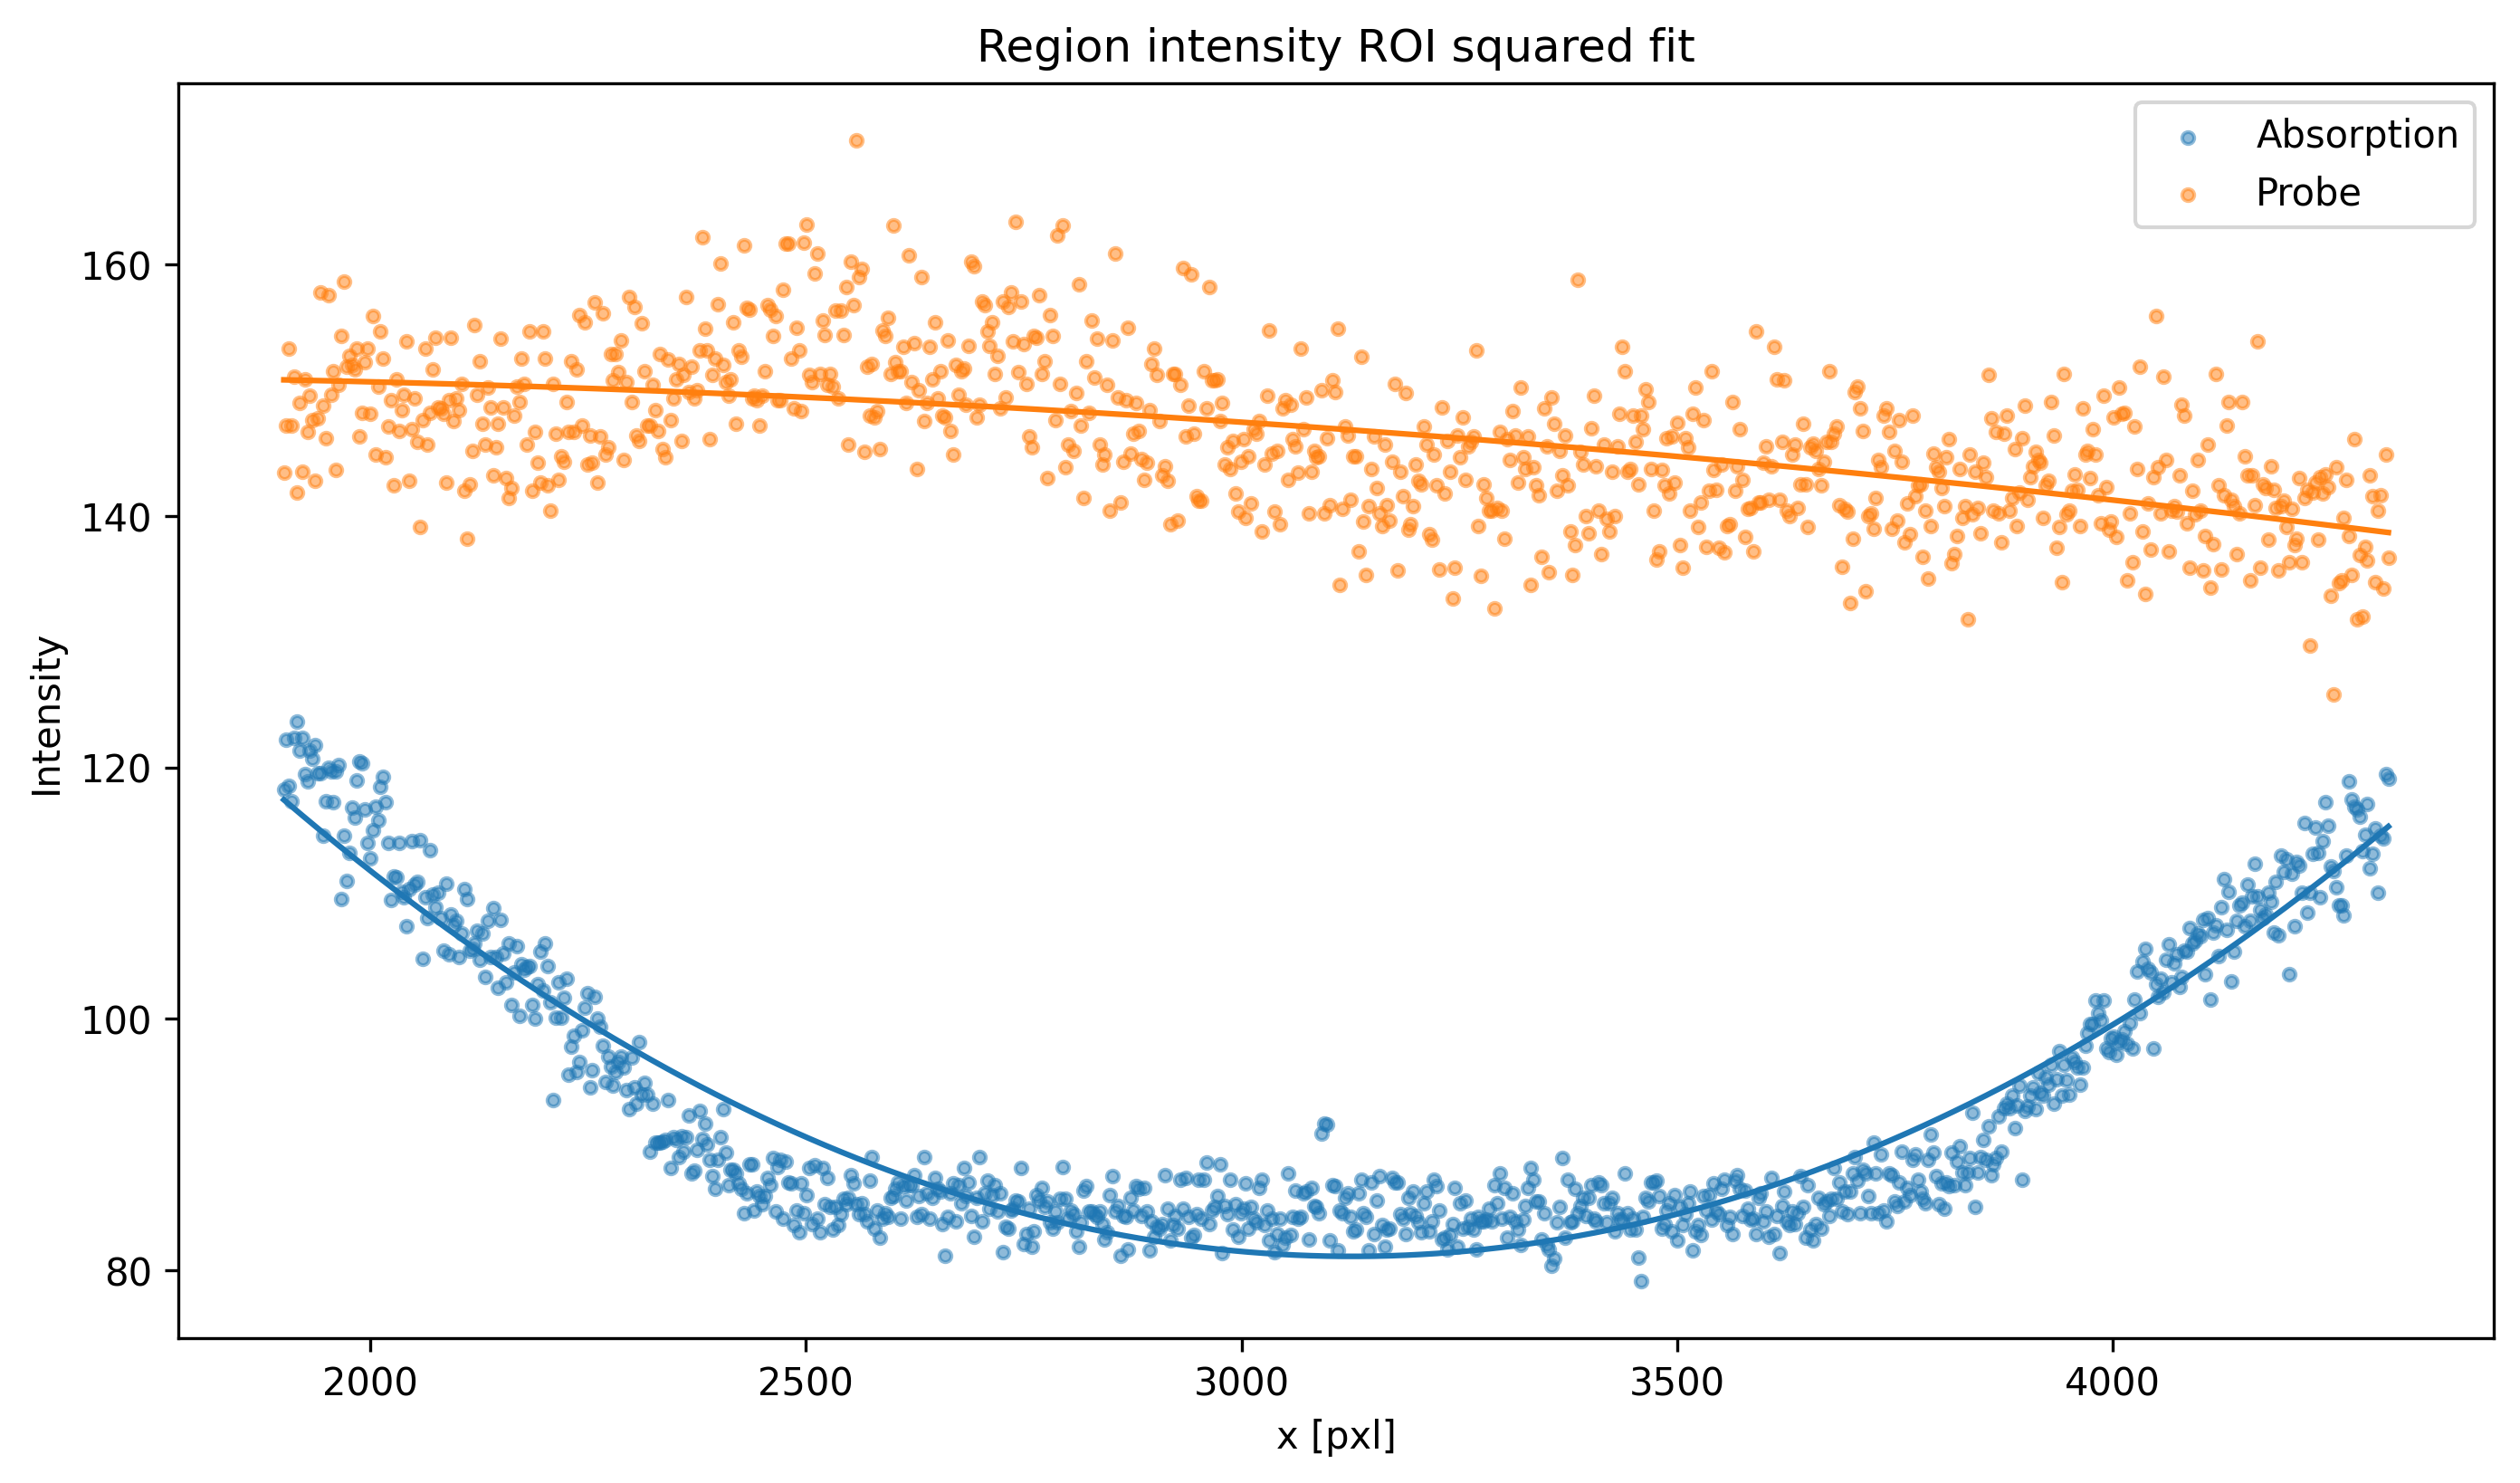 Region intensity ROI squared fit
Absorption
Probe
Intensity
160
140
120
100
80
2000
2500
3000
3500
4000
x [pxl]